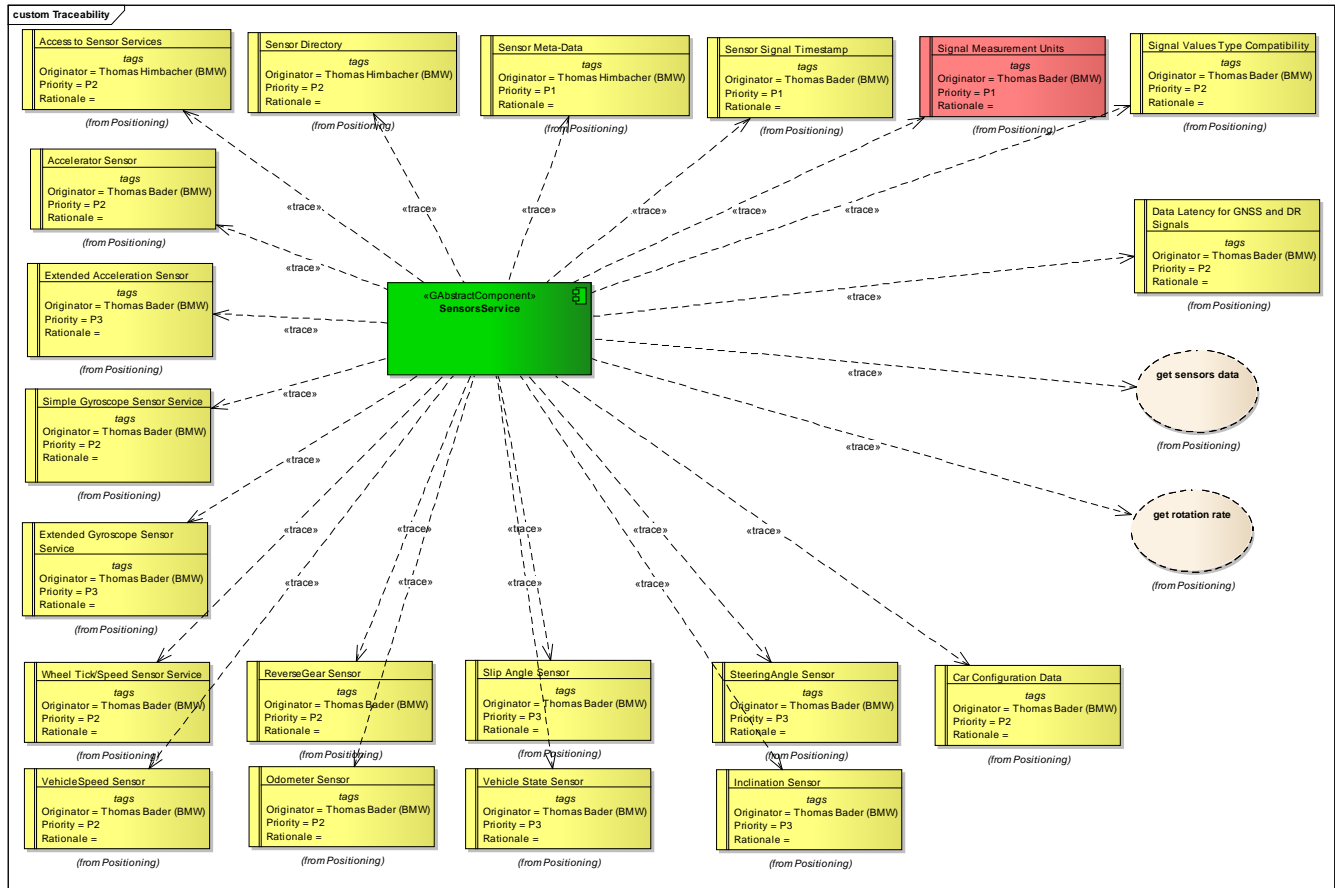 custom Traceability
Access to Sensor Services
tags
Originator = Thomas Himbacher (BMW)
Priority = P2
Rationale =
(from Positioning)
Sensor Directory
tags
Originator = Thomas Himbacher (BMW)
Priority = P2
Rationale =
(from Positioning)
Sensor Meta-Data
tags
Originator = Thomas Himbacher (BMW)
Priority = P1
Rationale =
(from Positioning)
Sensor Signal Timestamp
tags
Originator = Thomas Bader (BMW)
Priority = P1
Rationale =
(from Positioning)
Signal Measurement Units
tags
Originator = Thomas Bader (BMW)
Priority = P1
Rationale =
(from Positioning)
Signal Values Type Compatibility
tags
Originator = Thomas Bader (BMW)
Priority = P2
Rationale =
(from Positioning)
Accelerator Sensor
tags
Originator = Thomas Bader (BMW)
Priority = P2
Rationale =
(from Positioning)
«trace»
«trace»
«trace»
«trace»
«trace»
«trace»
Data Latency for GNSS and DR
Signals
tags
Originator = Thomas Bader (BMW)
Priority = P2
Rationale =
(from Positioning)
Extended Acceleration Sensor
tags
Originator = Thomas Bader (BMW)
Priority = P3
Rationale =
(from Positioning)
«trace»
«trace»
«GAbstractComponent»
SensorsService
«trace»
«trace»
get sensors data
(from Positioning)
Simple Gyroscope Sensor Service
tags
Originator = Thomas Bader (BMW)
Priority = P2
Rationale =
(from Positioning)
«trace»
«trace»
«trace»
get rotation rate
(from Positioning)
Extended Gyroscope Sensor
Service
tags
Originator = Thomas Bader (BMW)
Priority = P3
Rationale =
(from Positioning)
«trace»
«trace»
«trace»
«trace»
«trace»
«trace»
«trace»
«trace»
«trace»
Wheel Tick/Speed Sensor Service
tags
Originator = Thomas Bader (BMW)
Priority = P2
Rationale =
(from Positioning)
ReverseGear Sensor
tags
Originator = Thomas Bader (BMW)
Priority = P2
Rationale =
(from Positioning)
Slip Angle Sensor
tags
Originator = Thomas Bader (BMW)
Priority = P3
Rationale =
SteeringAngle Sensor
tags
Originator = Thomas Bader (BMW)
Priority = P3
Rationale =
(from Positioning)
Car Configuration Data
tags
Originator = Thomas Bader (BMW)
Priority = P2
Rationale =
(from Positioning)
VehicleSpeed Sensor
tags
Originator = Thomas Bader (BMW)
Priority = P2
Rationale =
(from Positioning)
Odometer Sensor
tags
Originator = Thomas Bader (BMW)
Priority = P2
Rationale =
(from Positioning)
(from Positioning)
Vehicle State Sensor
tags
Originator = Thomas Bader (BMW)
Priority = P3
Rationale =
(from Positioning)
Inclination Sensor
tags
Originator = Thomas Bader (BMW)
Priority = P3
Rationale =
(from Positioning)